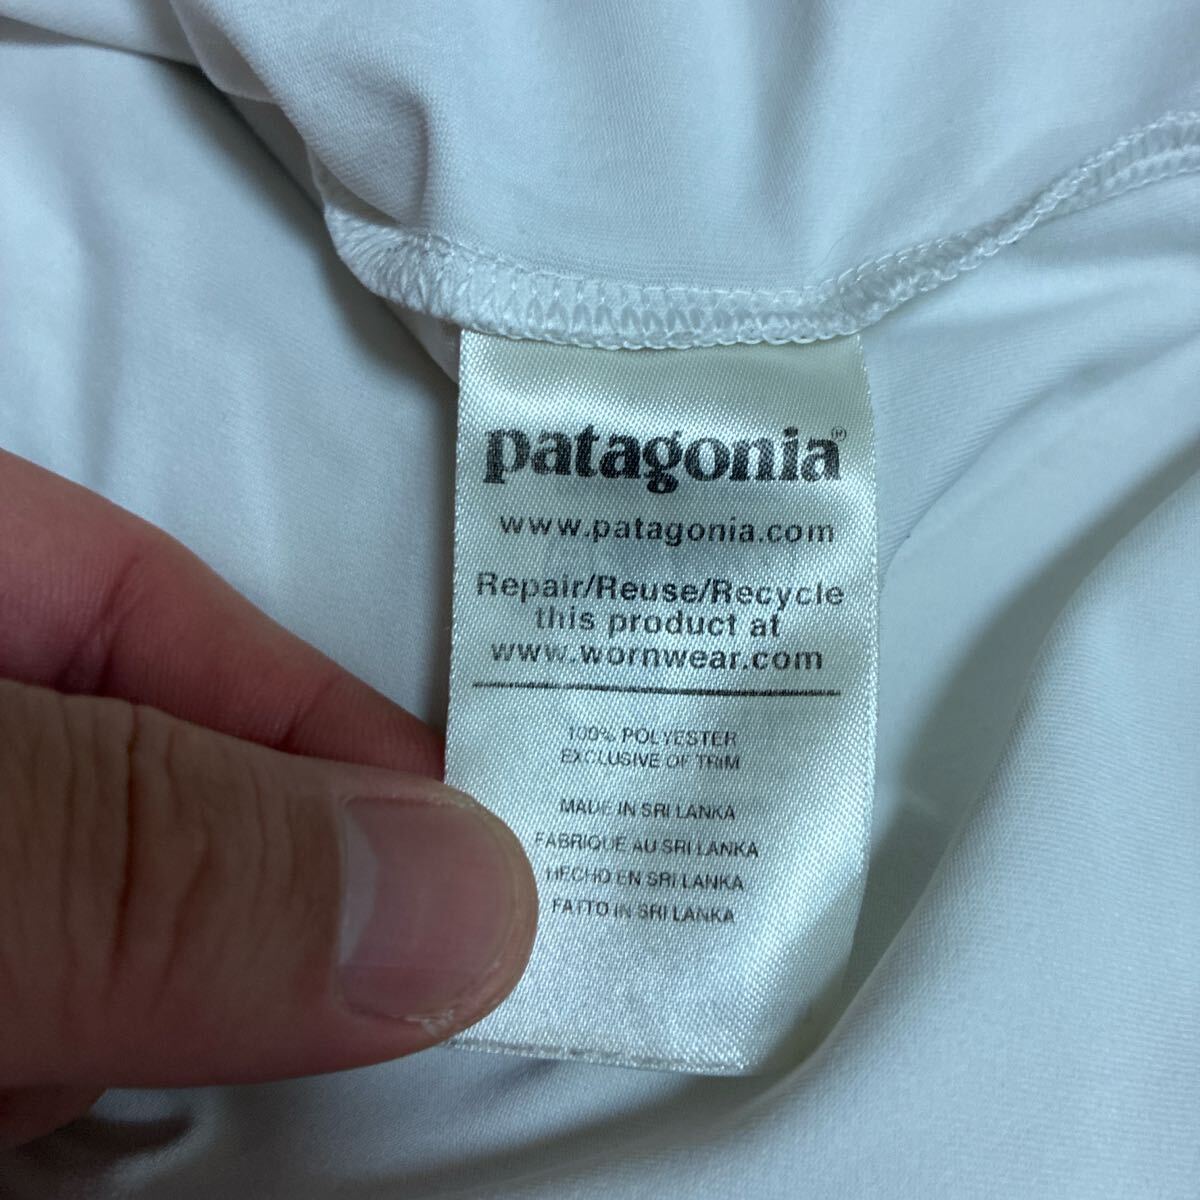 patagonia®
www.patagonia.com
Repair/Reuse/Recycle
this product at
www.wornwear.com
100% POLYESTER
EXCLUSIVE OF TRIM
MADE IN SRI LANKA
FABRIQUE AU SRI LANKA
HECHO EN SRI LANKA
FATTO IN SRI LANKA